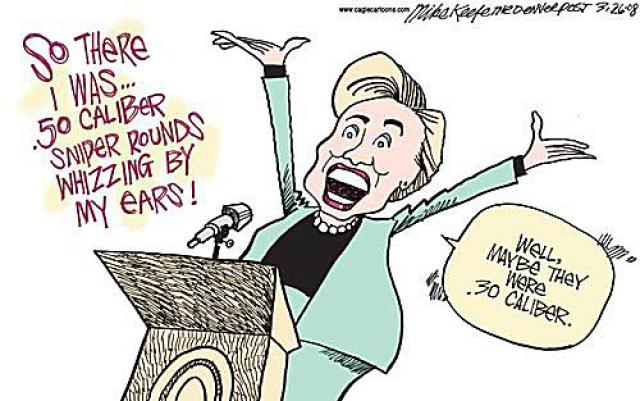 www.caglecartoons.com Mike Keefe THE DENVER POST 3·26·08
SO THERE
I WAS...
.50 CALIBER
SNIPER ROUNDS
WHIZZING BY
MY EARS!
WELL,
MAYBE THEY
WERE
.30 CALIBER.